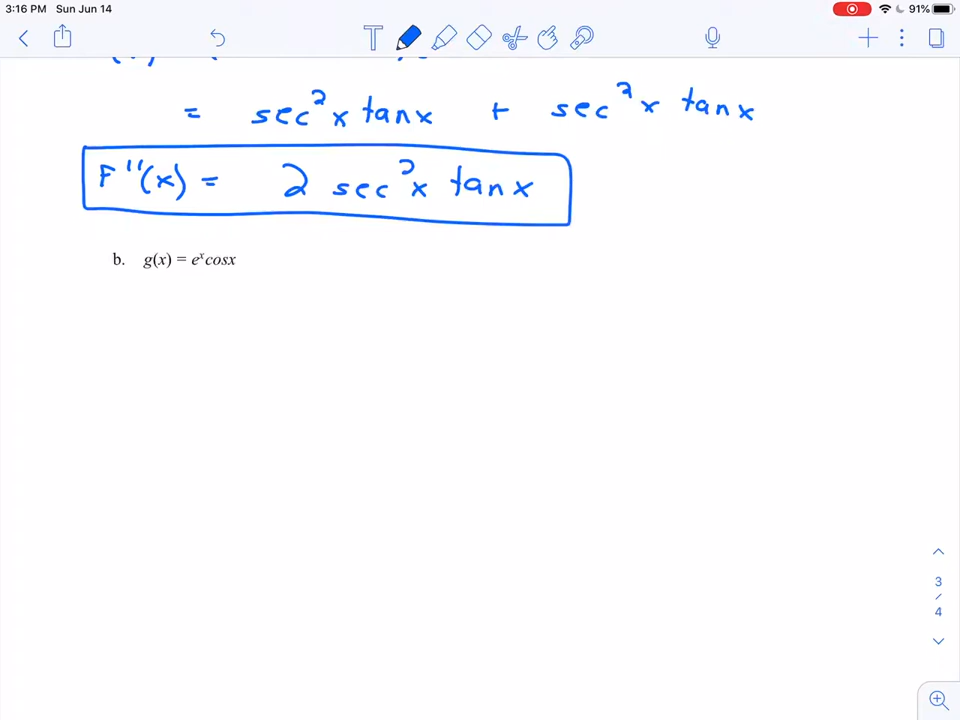 3:16 PM Sun Jun 14 91%
T
= sec²x tanx + sec²x tanx
F''(x) = 2 sec²x tanx
b. g(x) = eˣcosx
3
/
4